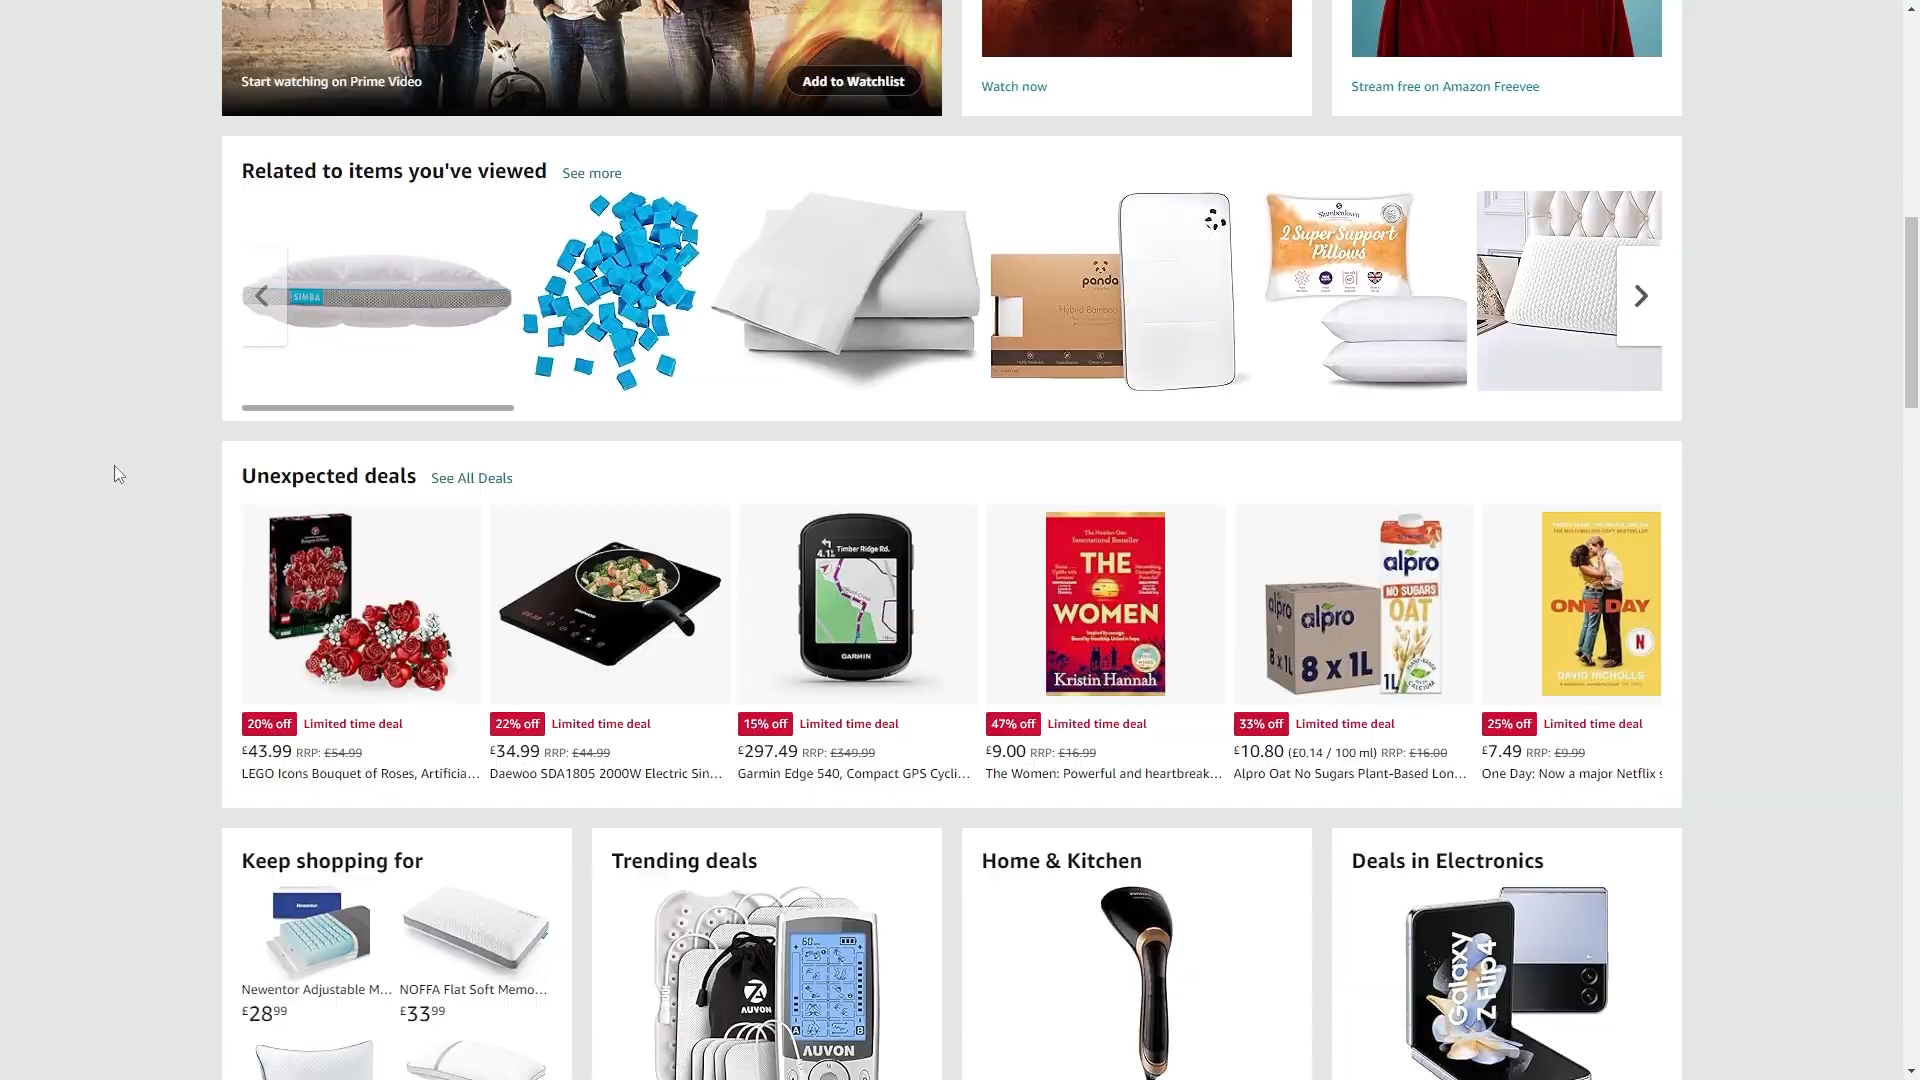 Start watching on Prime Video
Add to Watchlist
Watch now
Stream free on Amazon Freevee
Related to items you've viewed See more
SIMBA
panda
Hybrid Bamboo
Slumberdown
2 Super Support
Pillows
Unexpected deals See All Deals
4.1
Timber Ridge Rd.
GARMIN
The Number One
International Bestseller
THE
WOMEN
Kristin Hannah
alpro
alpro
8 x 1L
8 x 1L
alpro
NO SUGARS
OAT
1L
ONE DAY
N
DAVID NICHOLLS
20% off Limited time deal
£43.99 RRP: £54.99
LEGO Icons Bouquet of Roses, Artificia...
22% off Limited time deal
£34.99 RRP: £44.99
Daewoo SDA1805 2000W Electric Sin...
15% off Limited time deal
£297.49 RRP: £349.99
Garmin Edge 540, Compact GPS Cycli...
47% off Limited time deal
£9.00 RRP: £16.99
The Women: Powerful and heartbreak...
33% off Limited time deal
£10.80 (£0.14 / 100 ml) RRP: £16.00
Alpro Oat No Sugars Plant-Based Lon...
25% off Limited time deal
£7.49 RRP: £9.99
One Day: Now a major Netflix s
Keep shopping for
Newentor
Newentor Adjustable M...
£28.99
NOFFA Flat Soft Memo...
£33.99
Trending deals
60
A
B
AUVON
AUVON
M
Home & Kitchen
Deals in Electronics
Galaxy
Z Flip4